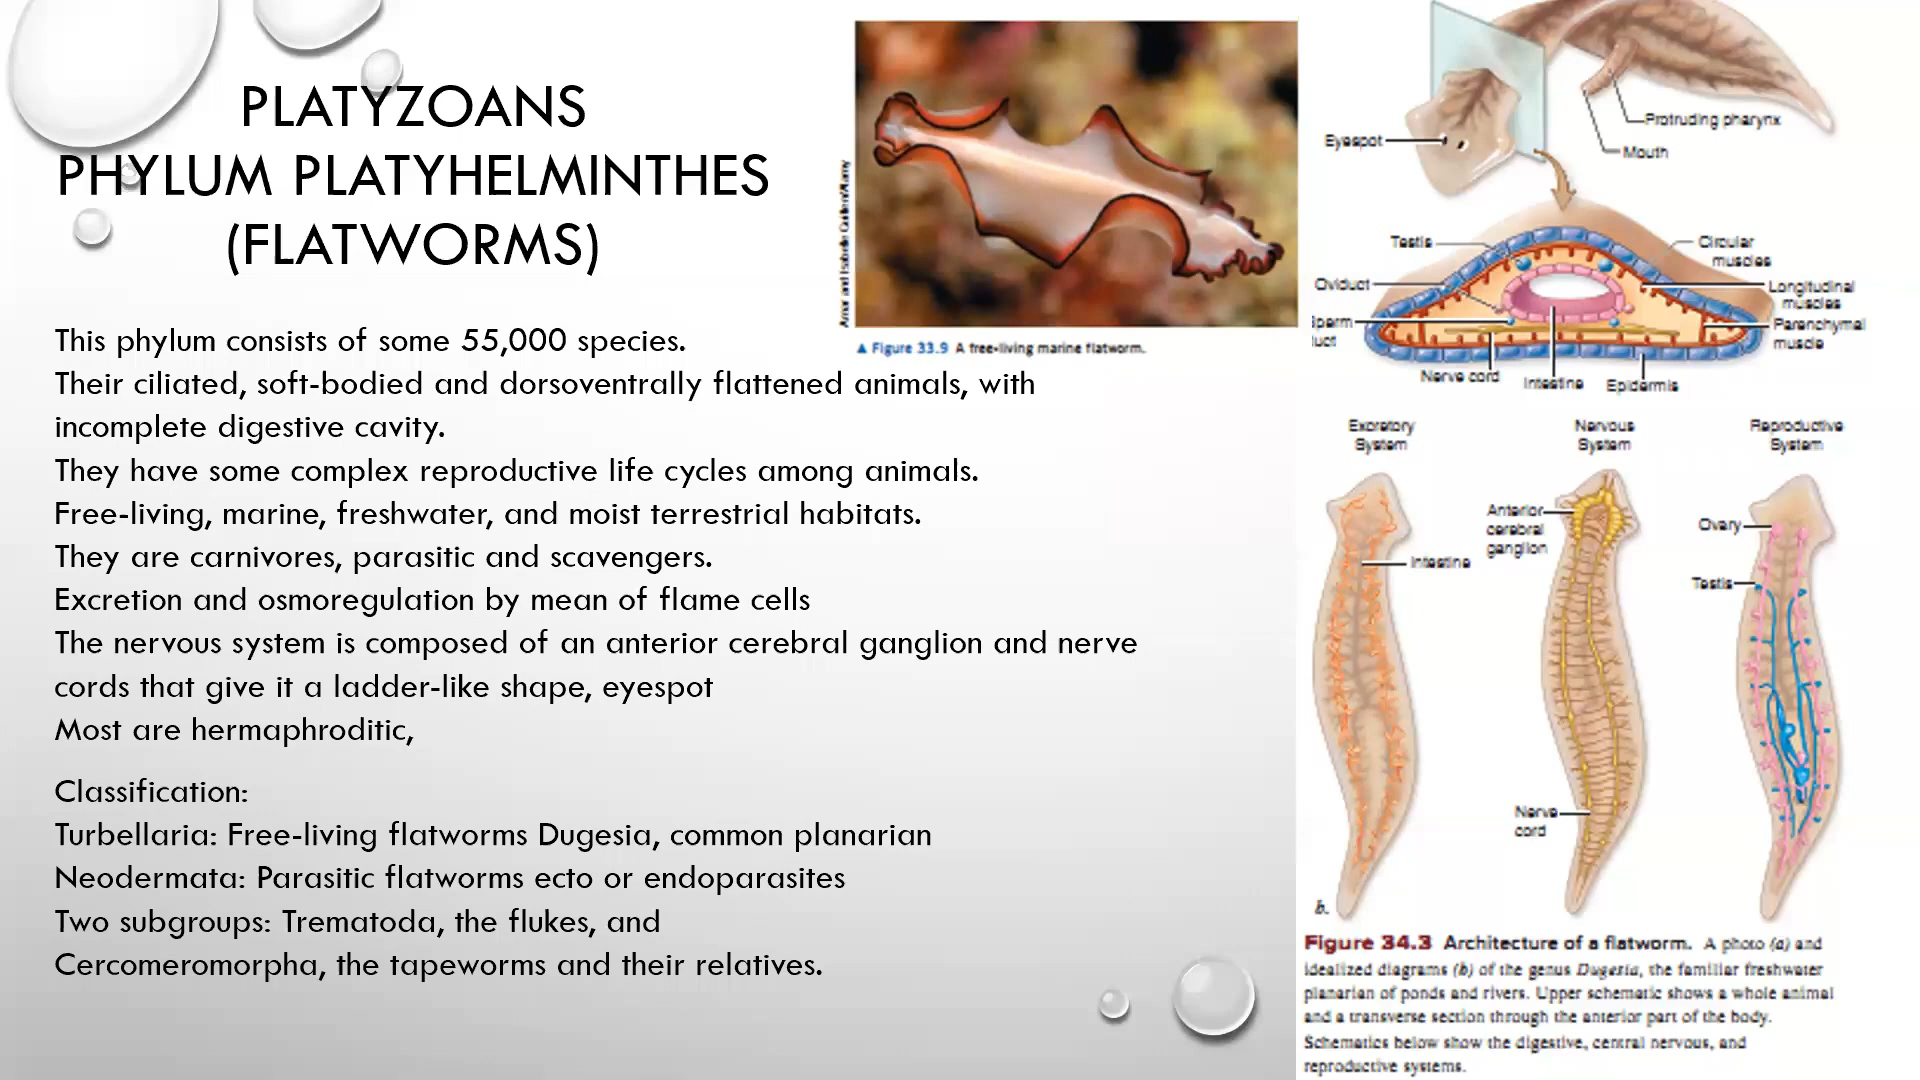 PLATYZOANS
PHYLUM PLATYHELMINTHES
(FLATWORMS)
This phylum consists of some 55,000 species.
Their ciliated, soft-bodied and dorsoventrally flattened animals, with
incomplete digestive cavity.
They have some complex reproductive life cycles among animals.
Free-living, marine, freshwater, and moist terrestrial habitats.
They are carnivores, parasitic and scavengers.
Excretion and osmoregulation by mean of flame cells
The nervous system is composed of an anterior cerebral ganglion and nerve
cords that give it a ladder-like shape, eyespot
Most are hermaphroditic,
Classification:
Turbellaria: Free-living flatworms Dugesia, common planarian
Neodermata: Parasitic flatworms ecto or endoparasites
Two subgroups: Trematoda, the flukes, and
Cercomeromorpha, the tapeworms and their relatives.
▲ Figure 33.9 A free-living marine flatworm.
Protruding pharynx
Eyespot
Mouth
Testis
Circular
muscles
Oviduct
Longitudinal
muscles
Sperm
duct
Parenchymal
muscle
Nerve cord
Intestine
Epidermis
Excretory
System
Nervous
System
Reproductive
System
Anterior
cerebral
ganglion
Intestine
Ovary
Testis
Nerve
cord
b.
Figure 34.3 Architecture of a flatworm. A photo (a) and
idealized diagrams (b) of the genus Dugesia, the familiar freshwater
planarian of ponds and rivers. Upper schematic shows a whole animal
and a transverse section through the anterior part of the body.
Schematics below show the digestive, central nervous, and
reproductive systems.